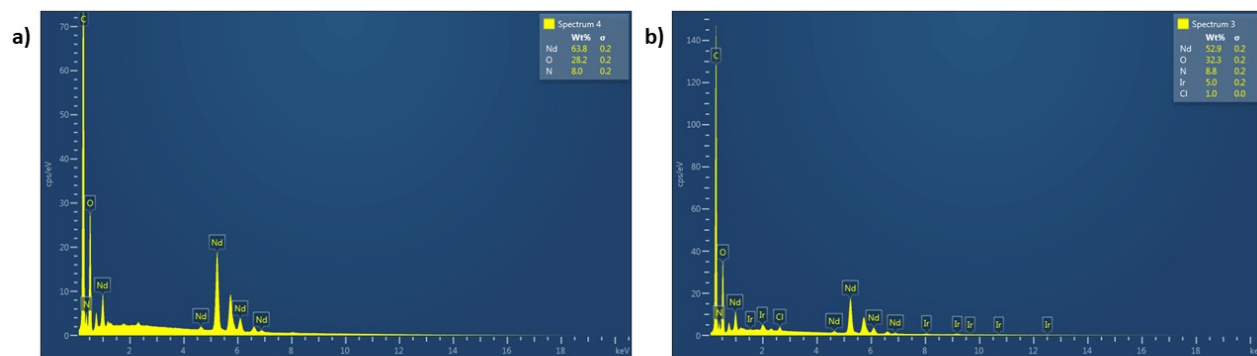 a)
Spectrum 4
Wt% σ
Nd 63.8 0.2
O 28.2 0.2
N 8.0 0.2
70
60
50
40
30
20
10
0
cps/eV
C
O
N
Nd
Nd
Nd
Nd
Nd
2 4 6 8 10 12 14 16 18 keV
b)
Spectrum 3
Wt% σ
Nd 52.9 0.2
O 32.3 0.2
N 8.8 0.2
Ir 5.0 0.2
Cl 1.0 0.0
140
120
100
80
60
40
20
0
cps/eV
C
O
N
Nd
Ir
Ir
Cl
Nd
Nd
Nd
Nd
Ir
Ir
Ir
Ir
Ir
0 2 4 6 8 10 12 14 16 18 keV